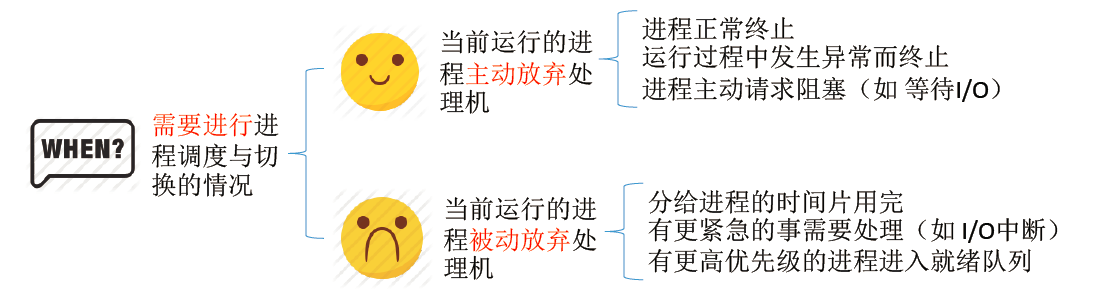 WHEN?
需要进行进
程调度与切
换的情况
当前运行的进
程主动放弃处
理机
进程正常终止
运行过程中发生异常而终止
进程主动请求阻塞（如 等待I/O）
当前运行的进
程被动放弃处
理机
分给进程的时间片用完
有更紧急的事需要处理（如 I/O中断）
有更高优先级的进程进入就绪队列